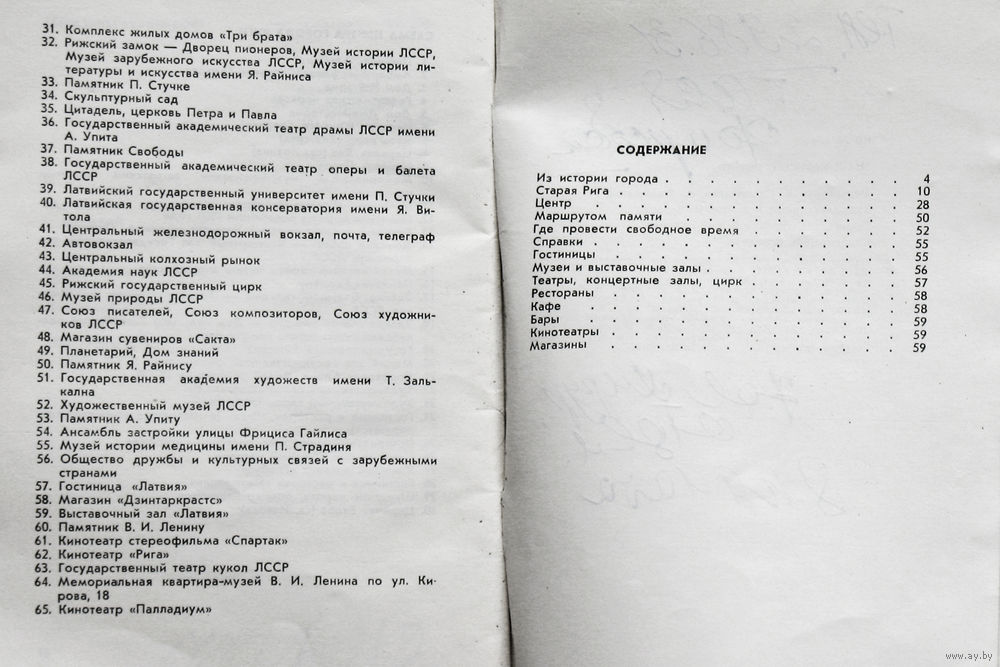 31. Комплекс жилых домов «Три брата»
32. Рижский замок — Дворец пионеров, Музей истории ЛССР,
Музей зарубежного искусства ЛССР, Музей истории ли-
тературы и искусства имени Я. Райниса
33. Памятник П. Стучке
34. Скульптурный сад
35. Цитадель, церковь Петра и Павла
36. Государственный академический театр драмы ЛССР имени
А. Упита
37. Памятник Свободы
38. Государственный академический театр оперы и балета
ЛССР
39. Латвийский государственный университет имени П. Стучки
40. Латвийская государственная консерватория имени Я. Ви-
тола
41. Центральный железнодорожный вокзал, почта, телеграф
42. Автовокзал
43. Центральный колхозный рынок
44. Академия наук ЛССР
45. Рижский государственный цирк
46. Музей природы ЛССР
47. Союз писателей, Союз композиторов, Союз художни-
ков ЛССР
48. Магазин сувениров «Сакта»
49. Планетарий, Дом знаний
50. Памятник Я. Райнису
51. Государственная академия художеств имени Т. Заль-
кална
52. Художественный музей ЛССР
53. Памятник А. Упиту
54. Ансамбль застройки улицы Фрициса Гайлиса
55. Музей истории медицины имени П. Страдиня
56. Общество дружбы и культурных связей с зарубежными
странами
57. Гостиница «Латвия»
58. Магазин «Дзинтаркрастс»
59. Выставочный зал «Латвия»
60. Памятник В. И. Ленину
61. Кинотеатр стереофильма «Спартак»
62. Кинотеатр «Рига»
63. Государственный театр кукол ЛССР
64. Мемориальная квартира-музей В. И. Ленина по ул. Ки-
рова, 18
65. Кинотеатр «Палладиум»
СОДЕРЖАНИЕ
Из истории города . . . . . . . . . . 4
Старая Рига . . . . . . . . . . . 10
Центр . . . . . . . . . . . . 28
Маршрутом памяти . . . . . . . . . 50
Где провести свободное время . . . . . . . 52
Справки . . . . . . . . . . . . 55
Гостиницы . . . . . . . . . . . 55
Музеи и выставочные залы . . . . . . . . 56
Театры, концертные залы, цирк . . . . . . . 57
Рестораны . . . . . . . . . . . 58
Кафе . . . . . . . . . . . . 58
Бары . . . . . . . . . . . . 59
Кинотеатры . . . . . . . . . . . 59
Магазины . . . . . . . . . . . 59
www.ay.by